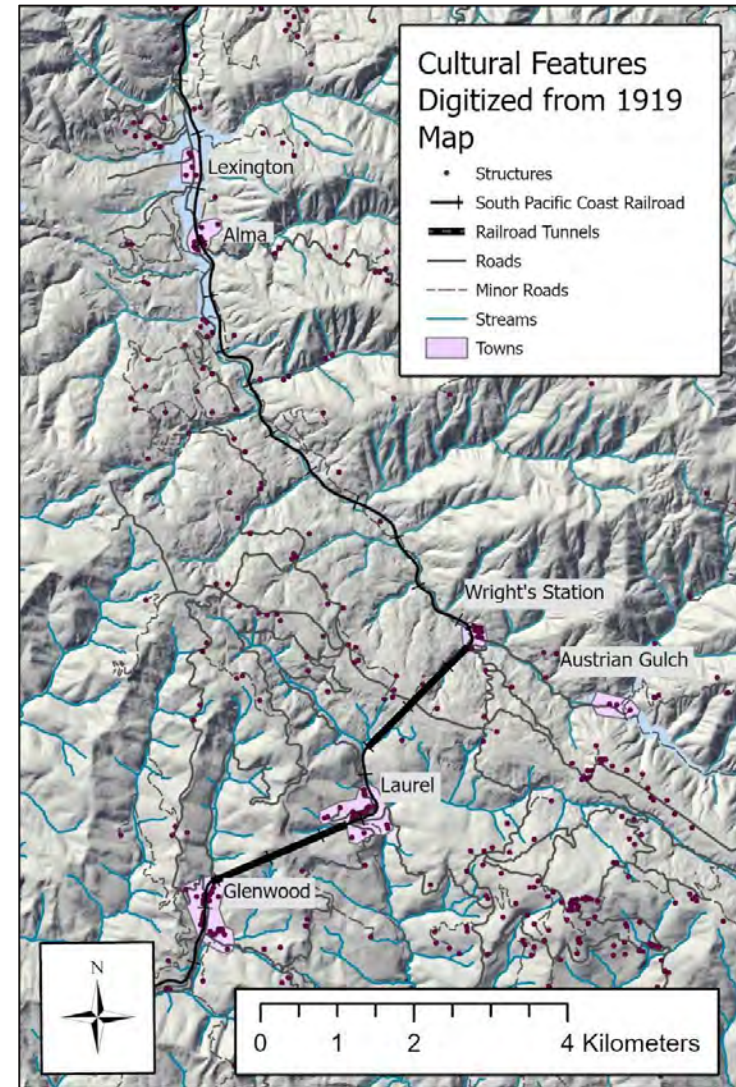 Cultural Features
Digitized from 1919
Map
Structures
South Pacific Coast Railroad
Railroad Tunnels
Roads
Minor Roads
Streams
Towns
Lexington
Alma
Wright's Station
Austrian Gulch
Laurel
Glenwood
N
0 1 2 4 Kilometers